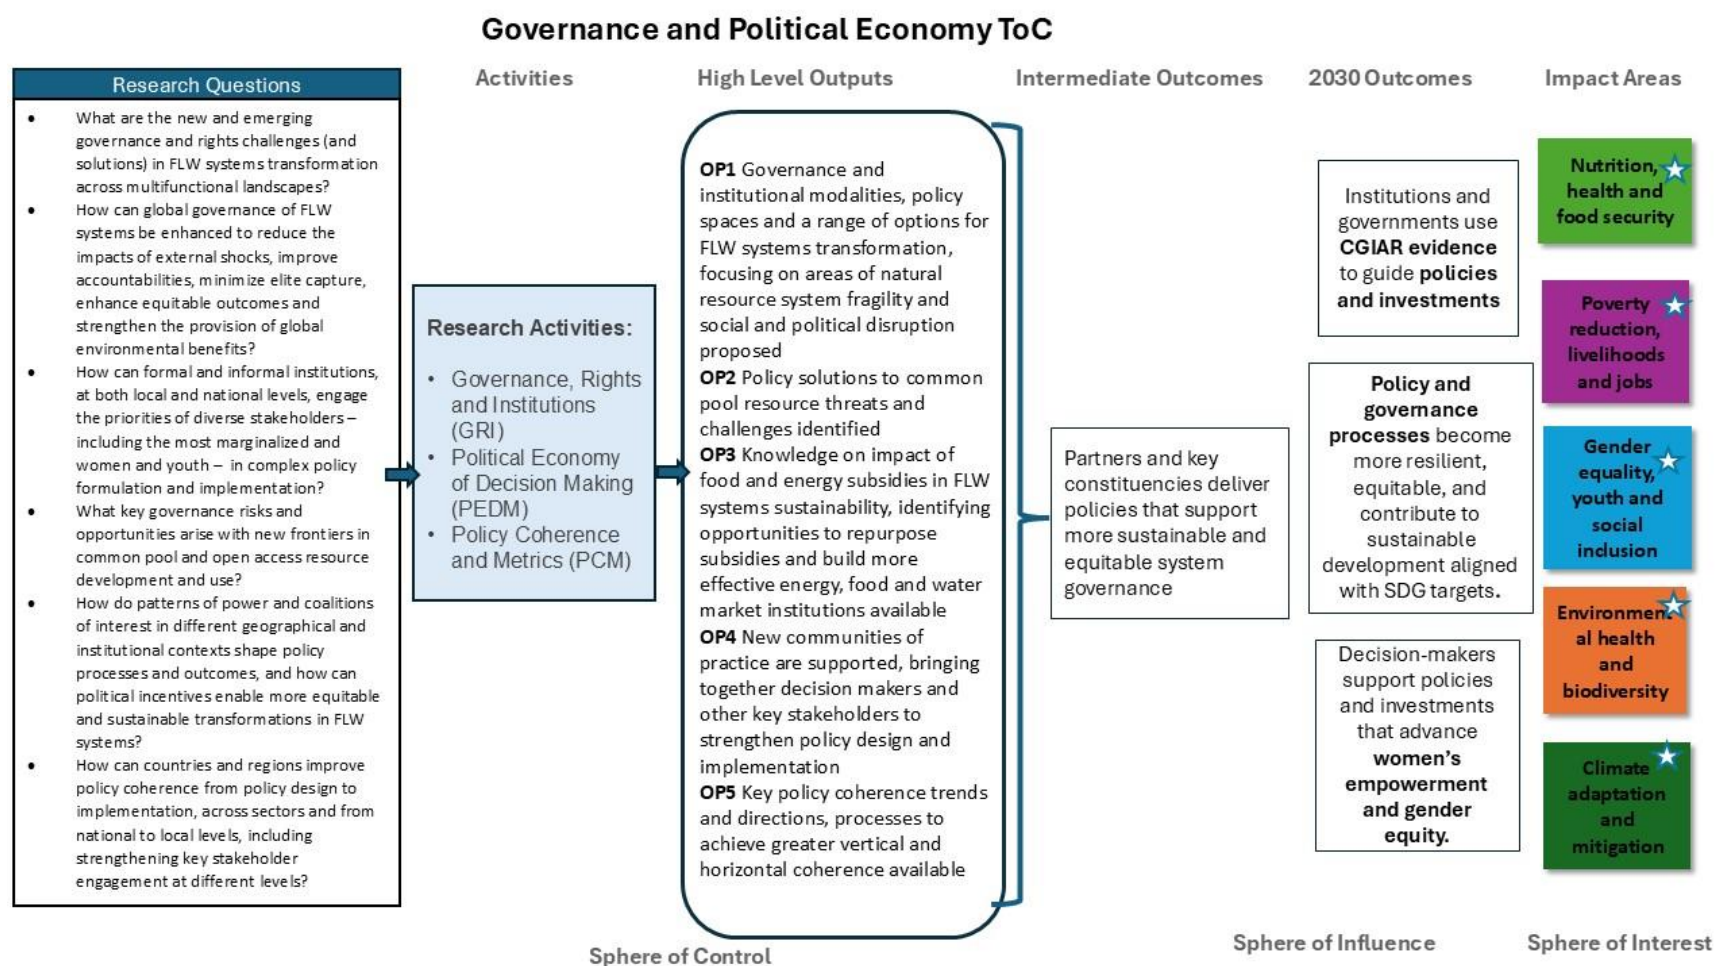 Governance and Political Economy ToC
Research Questions
• What are the new and emerging
governance and rights challenges (and
solutions) in FLW systems transformation
across multifunctional landscapes?
• How can global governance of FLW
systems be enhanced to reduce the
impacts of external shocks, improve
accountabilities, minimize elite capture,
enhance equitable outcomes and
strengthen the provision of global
environmental benefits?
• How can formal and informal institutions,
at both local and national levels, engage
the priorities of diverse stakeholders –
including the most marginalized and
women and youth – in complex policy
formulation and implementation?
• What key governance risks and
opportunities arise with new frontiers in
common pool and open access resource
development and use?
• How do patterns of power and coalitions
of interest in different geographical and
institutional contexts shape policy
processes and outcomes, and how can
political incentives enable more equitable
and sustainable transformations in FLW
systems?
• How can countries and regions improve
policy coherence from policy design to
implementation, across sectors and from
national to local levels, including
strengthening key stakeholder
engagement at different levels?
Activities
Research Activities:
• Governance, Rights
and Institutions
(GRI)
• Political Economy
of Decision Making
(PEDM)
• Policy Coherence
and Metrics (PCM)
High Level Outputs
OP1 Governance and
institutional modalities, policy
spaces and a range of options for
FLW systems transformation,
focusing on areas of natural
resource system fragility and
social and political disruption
proposed
OP2 Policy solutions to common
pool resource threats and
challenges identified
OP3 Knowledge on impact of
food and energy subsidies in FLW
systems sustainability, identifying
opportunities to repurpose
subsidies and build more
effective energy, food and water
market institutions available
OP4 New communities of
practice are supported, bringing
together decision makers and
other key stakeholders to
strengthen policy design and
implementation
OP5 Key policy coherence trends
and directions, processes to
achieve greater vertical and
horizontal coherence available
Intermediate Outcomes
Partners and key
constituencies deliver
policies that support
more sustainable and
equitable system
governance
2030 Outcomes
Institutions and
governments use
CGIAR evidence
to guide policies
and investments
Policy and
governance
processes become
more resilient,
equitable, and
contribute to
sustainable
development aligned
with SDG targets.
Decision-makers
support policies
and investments
that advance
women's
empowerment
and gender
equity.
Impact Areas
Nutrition,
health and
food security
Poverty
reduction,
livelihoods
and jobs
Gender
equality,
youth and
social
inclusion
Environment
al health
and
biodiversity
Climate
adaptation
and
mitigation
Sphere of Control
Sphere of Influence
Sphere of Interest